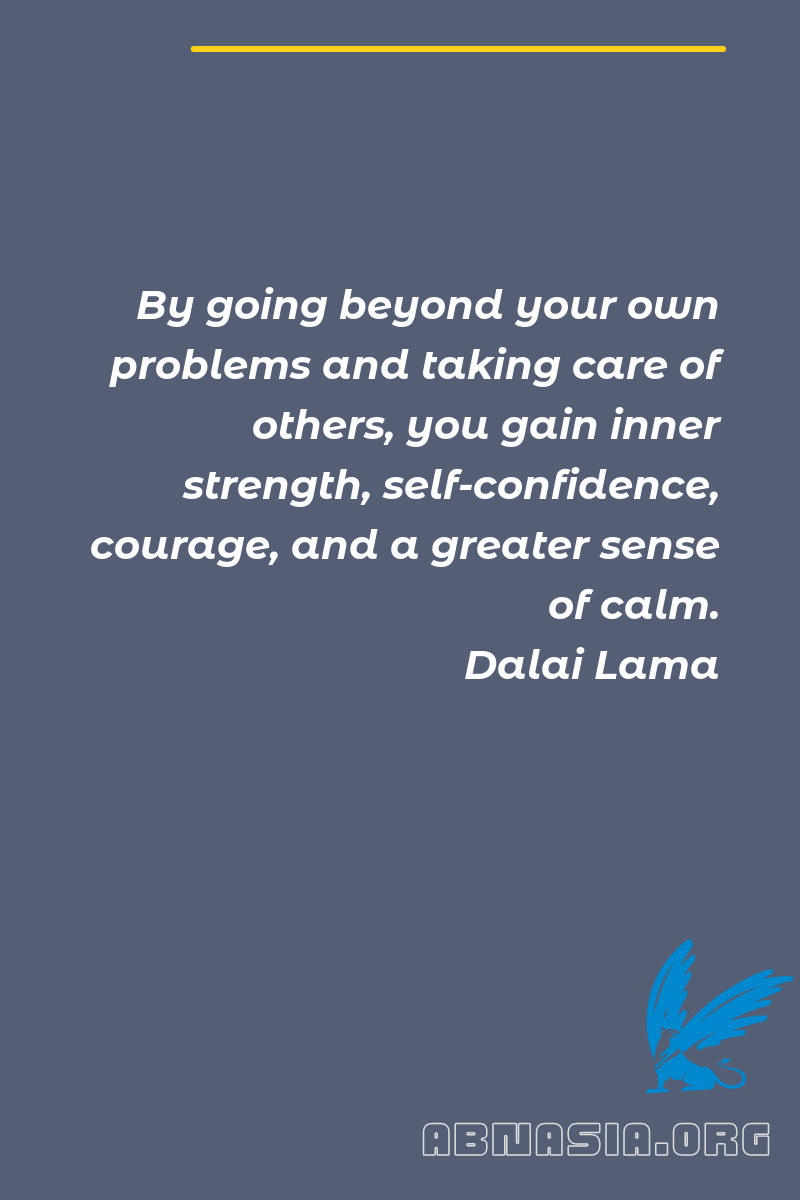 By going beyond your own
problems and taking care of
others, you gain inner
strength, self-confidence,
courage, and a greater sense
of calm.
Dalai Lama
ABNASIA.ORG